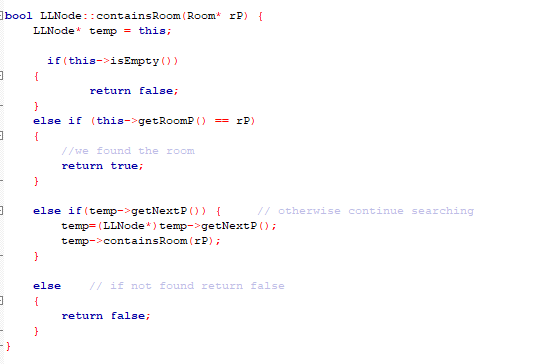 bool LLNode::containsRoom(Room* rP) {
LLNode* temp = this;
if(this->isEmpty())
{
return false;
}
else if (this->getRoomP() == rP)
{
//we found the room
return true;
}
else if(temp->getNextP()) { // otherwise continue searching
temp=(LLNode*)temp->getNextP();
temp->containsRoom(rP);
}
else // if not found return false
{
return false;
}
}